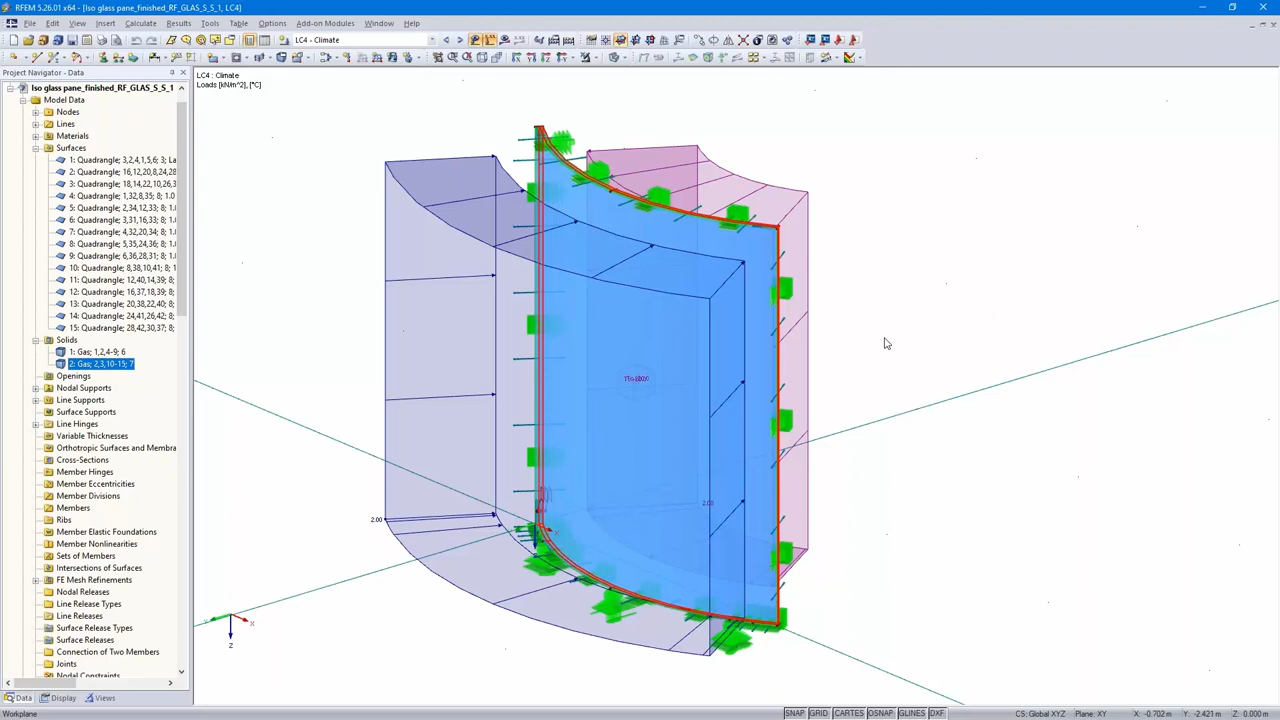 RFEM 5.26.01 x64 - [Iso glass pane_finished_RF_GLAS_S_S_1, LC4]
File Edit View Insert Calculate Results Tools Table Options Add-on Modules Window Help
LC4 - Climate
Project Navigator - Data
Iso glass pane_finished_RF_GLAS_S_S_1
Model Data
Nodes
Lines
Materials
Surfaces
1: Quadrangle; 3,2,4,1,5,6; 3; La
2: Quadrangle; 16,12,20,8,24,28
3: Quadrangle; 18,14,22,10,26,3
4: Quadrangle; 1,32,8,35; 8; 1.0
5: Quadrangle; 2,34,12,33; 8; 1.
6: Quadrangle; 3,31,16,33; 8; 1.
7: Quadrangle; 4,32,20,34; 8; 1.
8: Quadrangle; 5,35,24,36; 8; 1.
9: Quadrangle; 6,36,28,31; 8; 1.
10: Quadrangle; 8,38,10,41; 8;
11: Quadrangle; 12,40,14,39; 8;
12: Quadrangle; 16,37,18,39; 8;
13: Quadrangle; 20,38,22,40; 8;
14: Quadrangle; 24,41,26,42; 8;
15: Quadrangle; 28,42,30,37; 8;
Solids
1: Gas; 1,2,4-9; 6
2: Gas; 2,3,10-15; 7
Openings
Nodal Supports
Line Supports
Surface Supports
Line Hinges
Variable Thicknesses
Orthotropic Surfaces and Membra
Cross-Sections
Member Hinges
Member Eccentricities
Member Divisions
Members
Ribs
Member Elastic Foundations
Member Nonlinearities
Sets of Members
Intersections of Surfaces
FE Mesh Refinements
Nodal Releases
Line Release Types
Line Releases
Surface Release Types
Surface Releases
Connection of Two Members
Joints
Nodal Constraints
Data Display Views
LC4 : Climate
Loads [kN/m^2], [°C]
2.00
2.00
X
Y
X
Z
Workplane
SNAP GRID CARTES OSNAP GLINES DXF
CS: Global XYZ Plane: XY X: -0.702 m Y: -2.421 m Z: 0.000 m